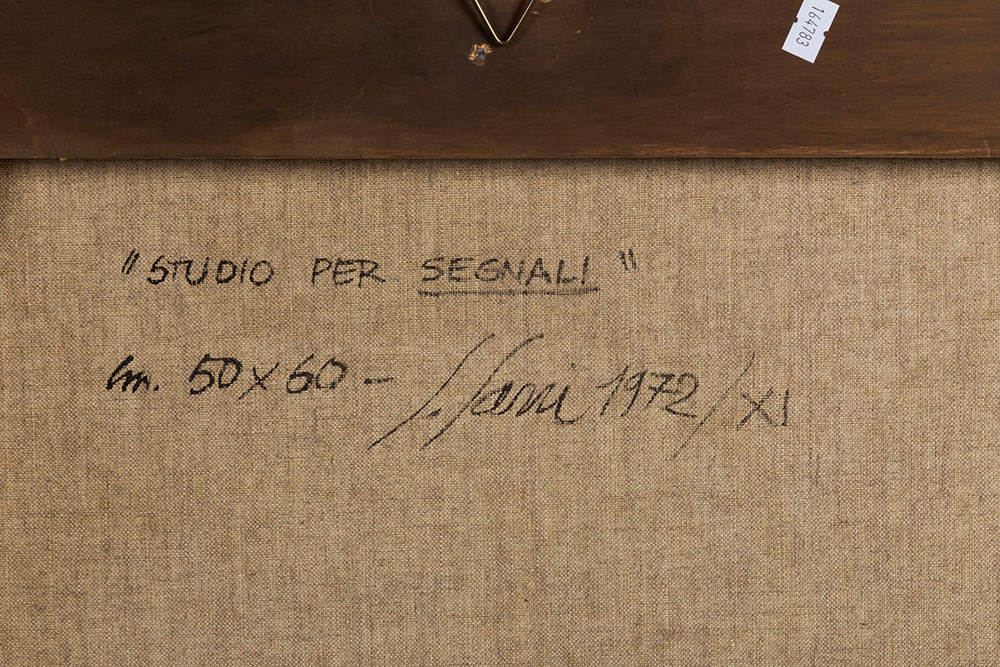 164783
"STUDIO PER SEGNALI"
cm. 50 x 60 - 1972/XI